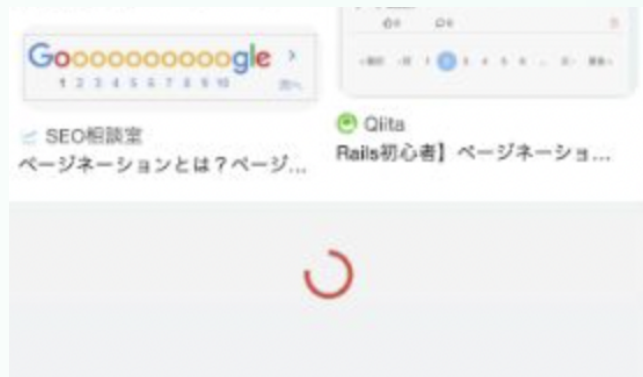 Goooooooooogle >
1 2 3 4 5 6 7 8 9 10 次へ
SEO相談室
ページネーションとは？ページ...
Qiita
Rails初心者】ページネーショ...